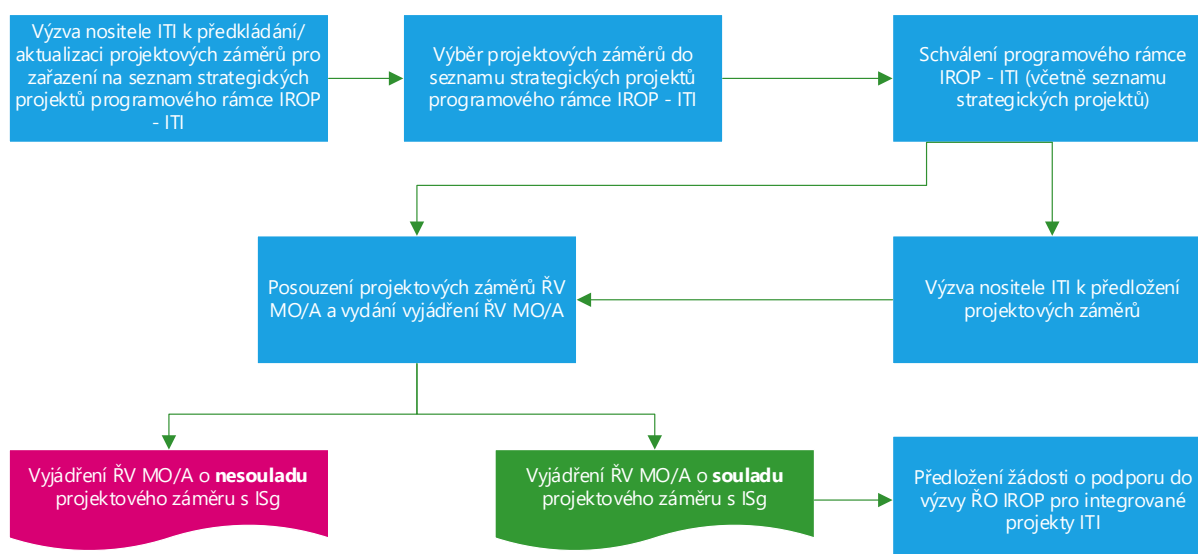 Výzva nositele ITI k předkládání/
aktualizaci projektových záměrů pro
zařazení na seznam strategických
projektů programového rámce IROP
- ITI
Výběr projektových záměrů do
seznamu strategických projektů
programového rámce IROP - ITI
Schválení programového rámce
IROP - ITI (včetně seznamu
strategických projektů)
Posouzení projektových záměrů ŘV
MO/A a vydání vyjádření ŘV MO/A
Výzva nositele ITI k předložení
projektových záměrů
Vyjádření ŘV MO/A o nesouladu
projektového záměru s ISg
Vyjádření ŘV MO/A o souladu
projektového záměru s ISg
Předložení žádosti o podporu do
výzvy ŘO IROP pro integrované
projekty ITI